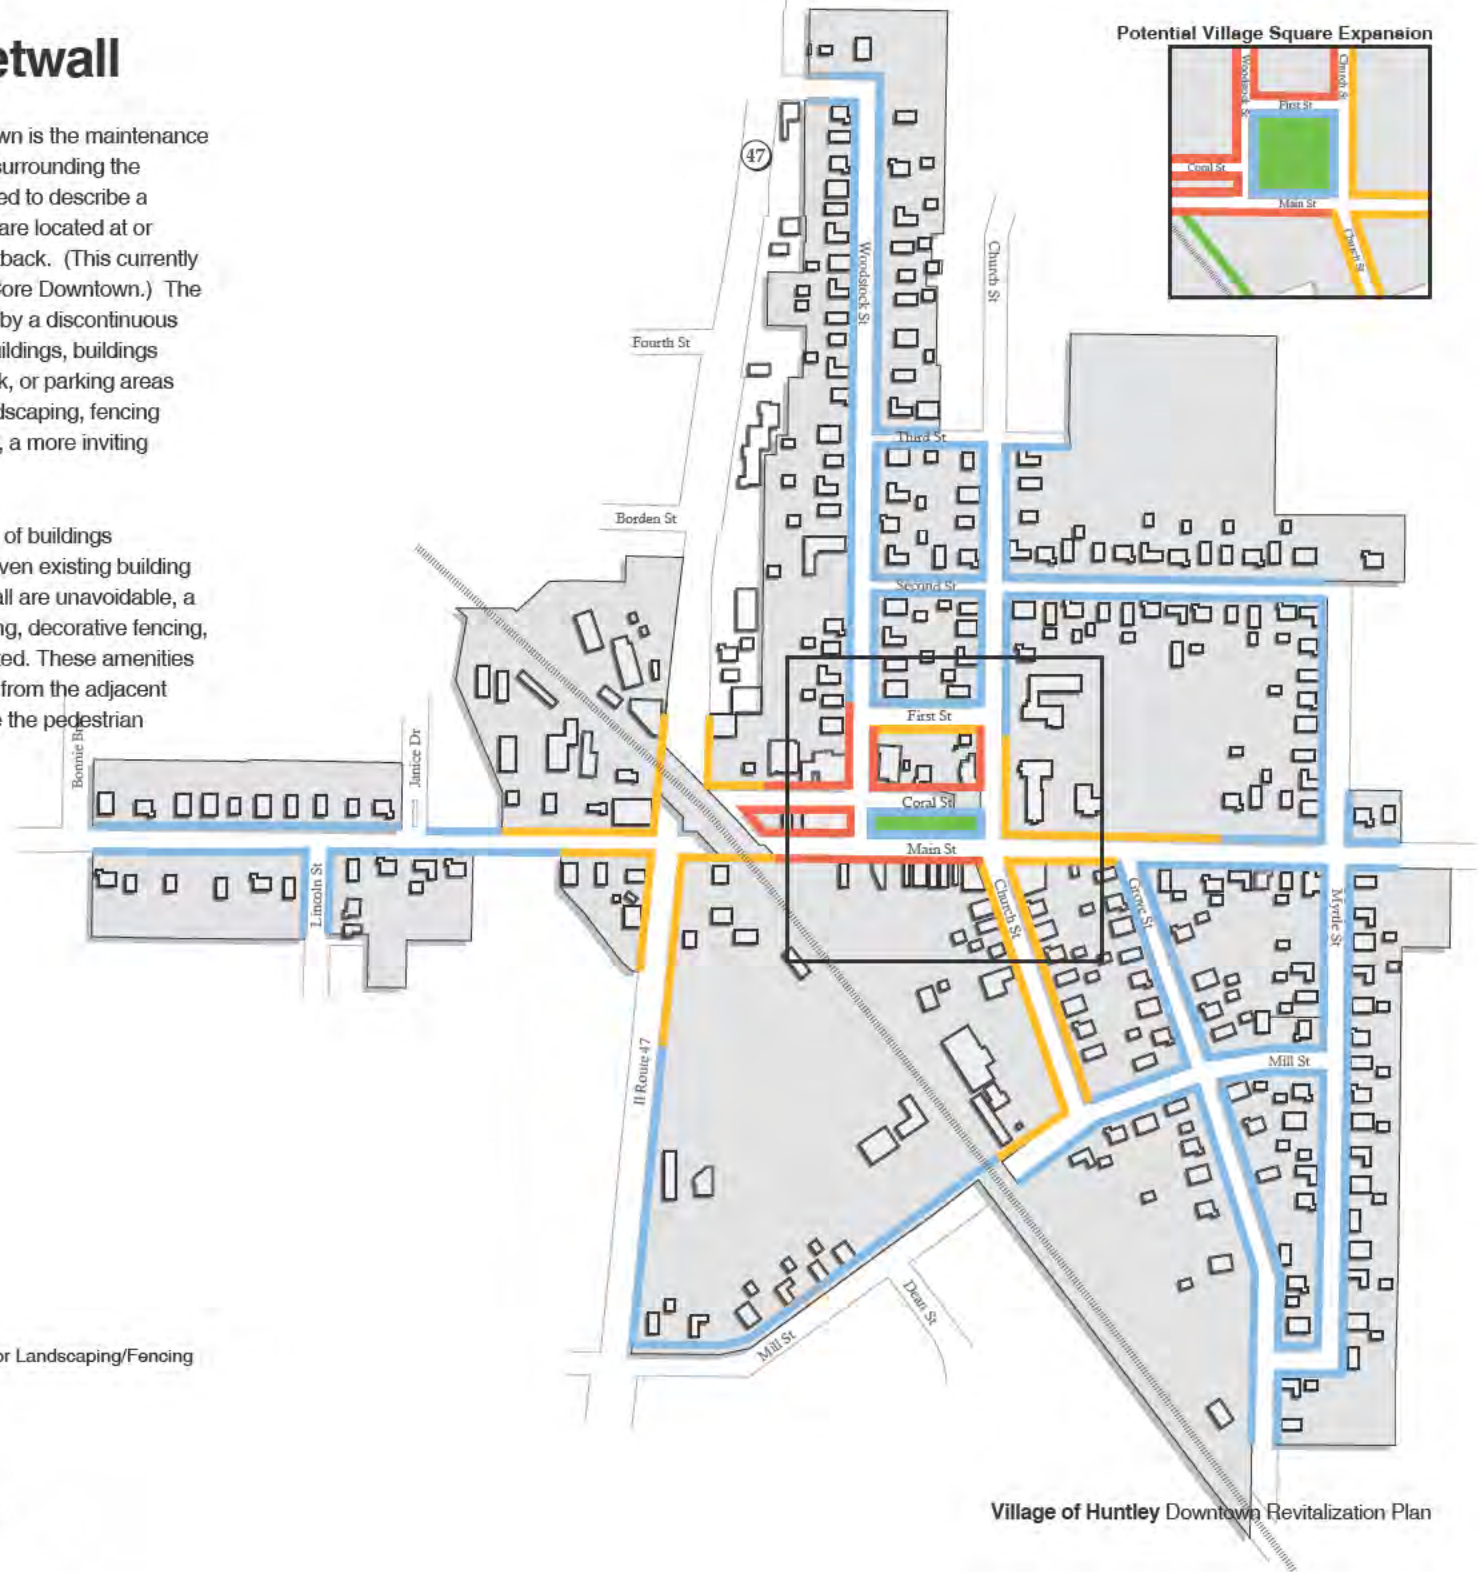 etwall
wn is the maintenance
surrounding the
ed to describe a
are located at or
back. (This currently
Core Downtown.) The
by a discontinuous
ildings, buildings
k, or parking areas
dscaping, fencing
, a more inviting
of buildings
ven existing building
all are unavoidable, a
ng, decorative fencing,
ted. These amenities
from the adjacent
e the pedestrian
or Landscaping/Fencing
Potential Village Square Expansion
Woodstock St
Church St
First St
Coral St
Main St
Church St
47
Woodstock St
Church St
Fourth St
Third St
Borden St
Second St
First St
Bonnie Br
Janice Dr
Coral St
Main St
Lincoln St
Church St
Grove St
Myrtle St
Il Route 47
Mill St
Dean St
Mill St
Village of Huntley Downtown Revitalization Plan